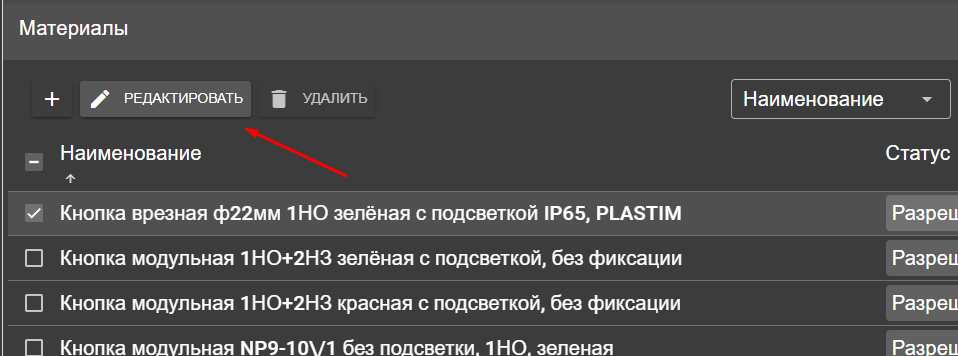 Материалы
+ РЕДАКТИРОВАТЬ УДАЛИТЬ Наименование
Наименование Статус
Кнопка врезная ф22мм 1НО зелёная с подсветкой IP65, PLASTIM Разреш
Кнопка модульная 1НО+2НЗ зелёная с подсветкой, без фиксации Разреш
Кнопка модульная 1НО+2НЗ красная с подсветкой, без фиксации Разреш
Кнопка модульная NP9-10\/1 без подсветки, 1НО, зеленая Разреш